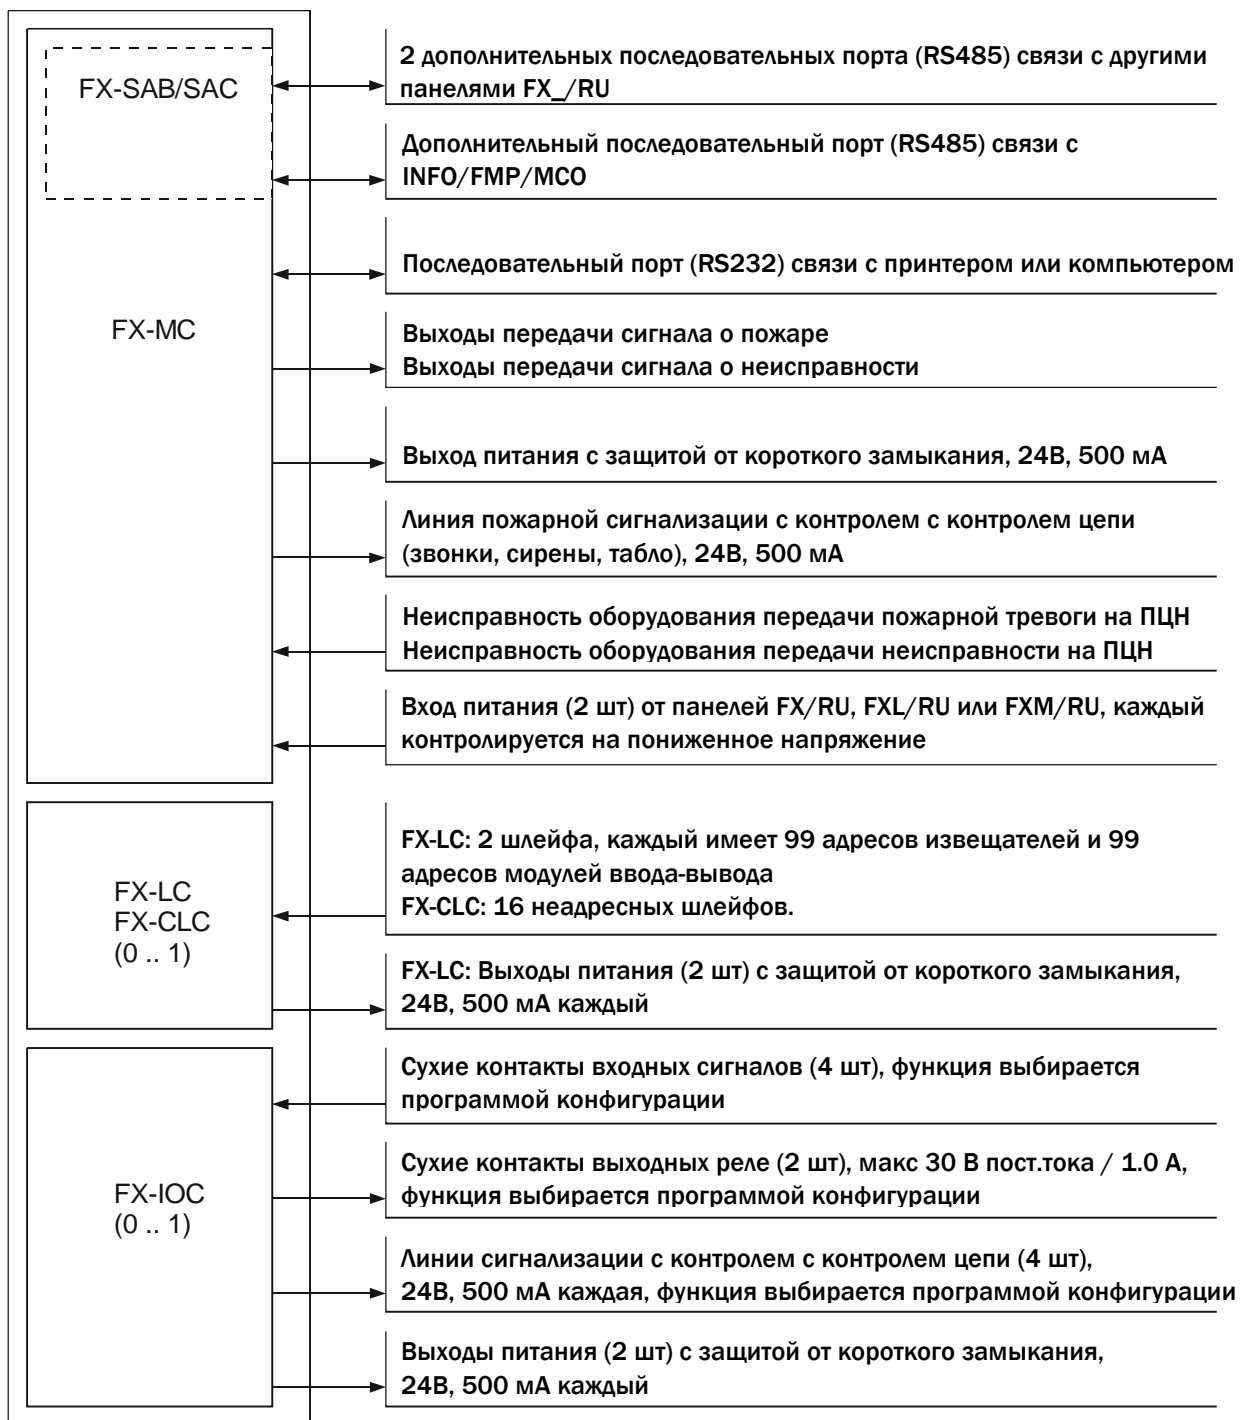 FX-SAB/SAC
2 дополнительных последовательных порта (RS485) связи с другими
панелями FX_/RU
Дополнительный последовательный порт (RS485) связи с
INFO/FMP/MCO
Последовательный порт (RS232) связи с принтером или компьютером
FX-MC
Выходы передачи сигнала о пожаре
Выходы передачи сигнала о неисправности
Выход питания с защитой от короткого замыкания, 24В, 500 мА
Линия пожарной сигнализации с контролем с контролем цепи
(звонки, сирены, табло), 24В, 500 мА
Неисправность оборудования передачи пожарной тревоги на ПЦН
Неисправность оборудования передачи неисправности на ПЦН
Вход питания (2 шт) от панелей FX/RU, FXL/RU или FXM/RU, каждый
контролируется на пониженное напряжение
FX-LC
FX-CLC
(0 .. 1)
FX-LC: 2 шлейфа, каждый имеет 99 адресов извещателей и 99
адресов модулей ввода-вывода
FX-CLC: 16 неадресных шлейфов.
FX-LC: Выходы питания (2 шт) с защитой от короткого замыкания,
24В, 500 мА каждый
FX-IOC
(0 .. 1)
Сухие контакты входных сигналов (4 шт), функция выбирается
программой конфигурации
Сухие контакты выходных реле (2 шт), макс 30 В пост.тока / 1.0 А,
функция выбирается программой конфигурации
Линии сигнализации с контролем с контролем цепи (4 шт),
24В, 500 мА каждая, функция выбирается программой конфигурации
Выходы питания (2 шт) с защитой от короткого замыкания,
24В, 500 мА каждый